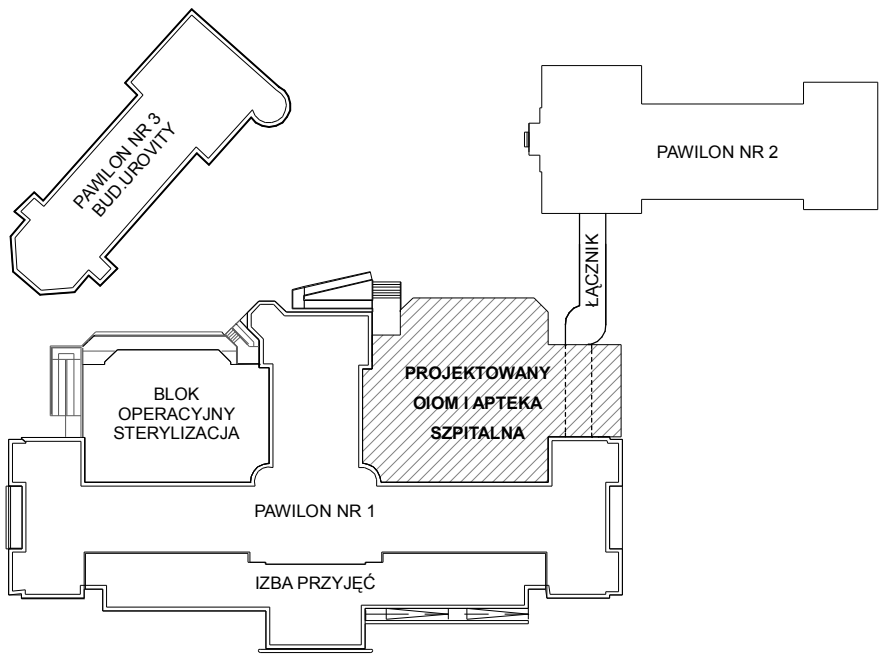 PAWILON NR 3
BUD.UROVITY
PAWILON NR 2
ŁĄCZNIK
BLOK
OPERACYJNY
STERYLIZACJA
PROJEKTOWANY
OIOM I APTEKA
SZPITALNA
PAWILON NR 1
IZBA PRZYJĘĆ